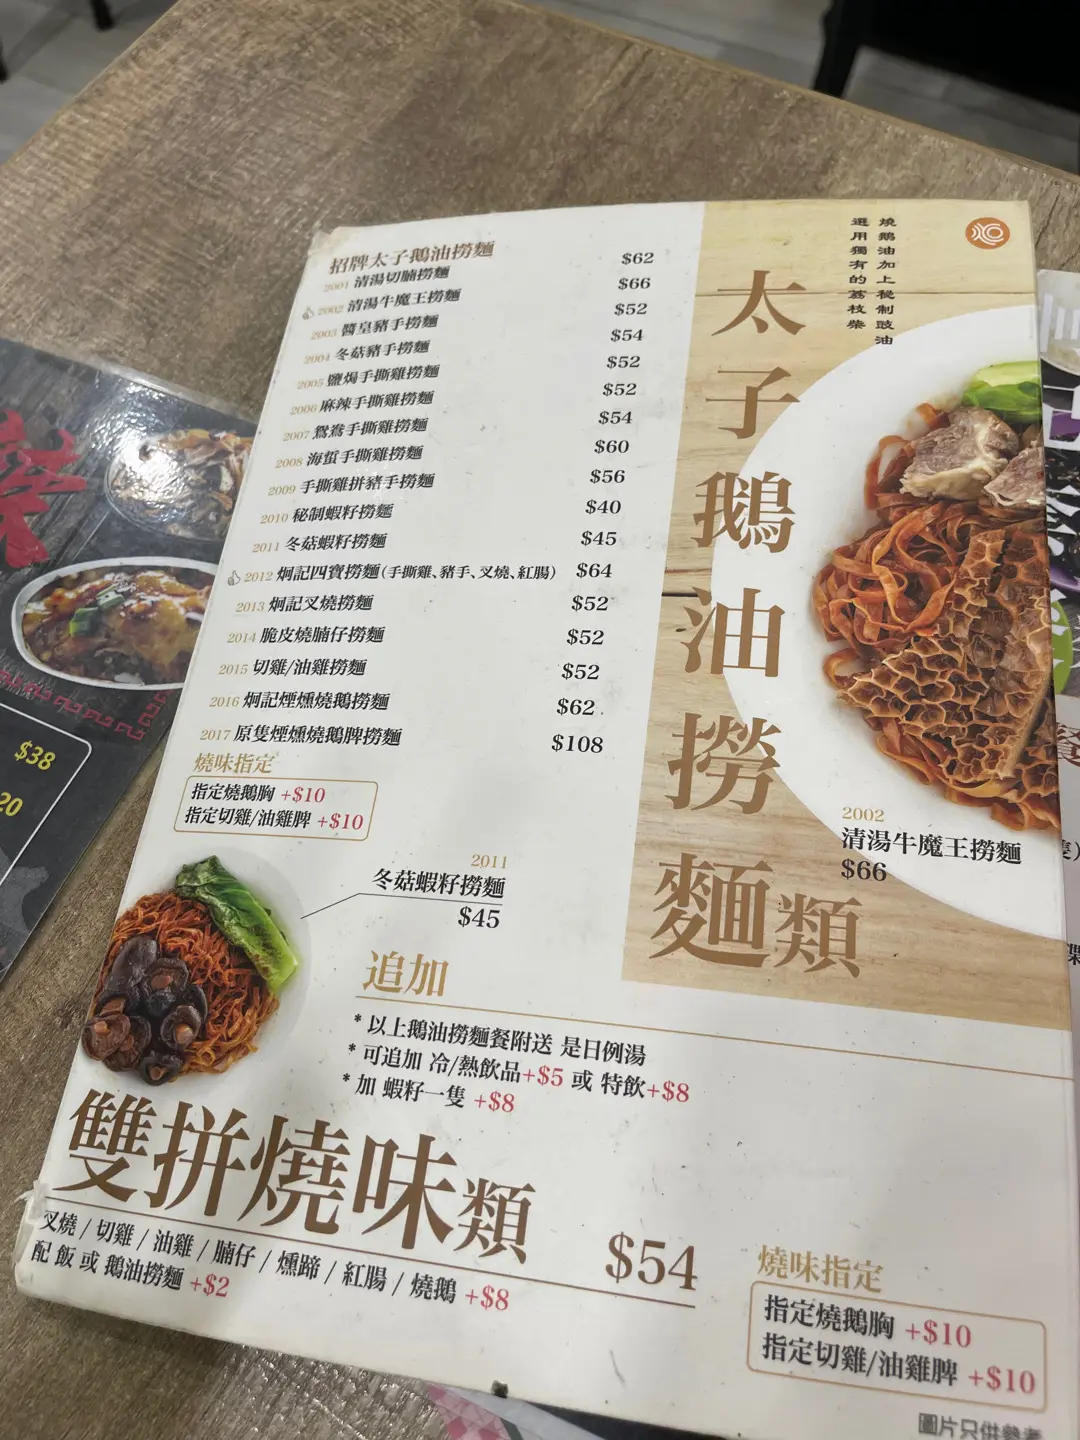 招牌太子鵝油撈麵
2001 清湯切腩撈麵 $62
2002 清湯牛魔王撈麵 $66
2003 醬皇豬手撈麵 $52
2004 冬菇豬手撈麵 $54
2005 鹽焗手撕雞撈麵 $52
2006 麻辣手撕雞撈麵 $52
2007 鴛鴦手撕雞撈麵 $54
2008 海蜇手撕雞撈麵 $60
2009 手撕雞拼豬手撈麵 $56
2010 秘制蝦籽撈麵 $40
2011 冬菇蝦籽撈麵 $45
2012 炯記四寶撈麵(手撕雞、豬手、叉燒、紅腸) $64
2013 炯記叉燒撈麵 $52
2014 脆皮燒腩仔撈麵 $52
2015 切雞/油雞撈麵 $52
2016 炯記煙燻燒鵝撈麵 $62
2017 原隻煙燻燒鵝脾撈麵 $108
燒味指定
指定燒鵝胸 +$10
指定切雞/油雞脾 +$10
燒鵝油加上秘制豉油
選用獨有的荔枝柴
太子鵝油撈麵類
2002
清湯牛魔王撈麵
$66
2011
冬菇蝦籽撈麵
$45
追加
* 以上鵝油撈麵餐附送 是日例湯
* 可追加 冷/熱飲品+$5 或 特飲+$8
* 加 蝦籽一隻 +$8
雙拼燒味類 $54
叉燒 / 切雞 / 油雞 / 腩仔 / 燻蹄 / 紅腸 / 燒鵝 +$8
配 飯 或 鵝油撈麵 +$2
燒味指定
指定燒鵝胸 +$10
指定切雞/油雞脾 +$10
圖片只供參考
$38
20